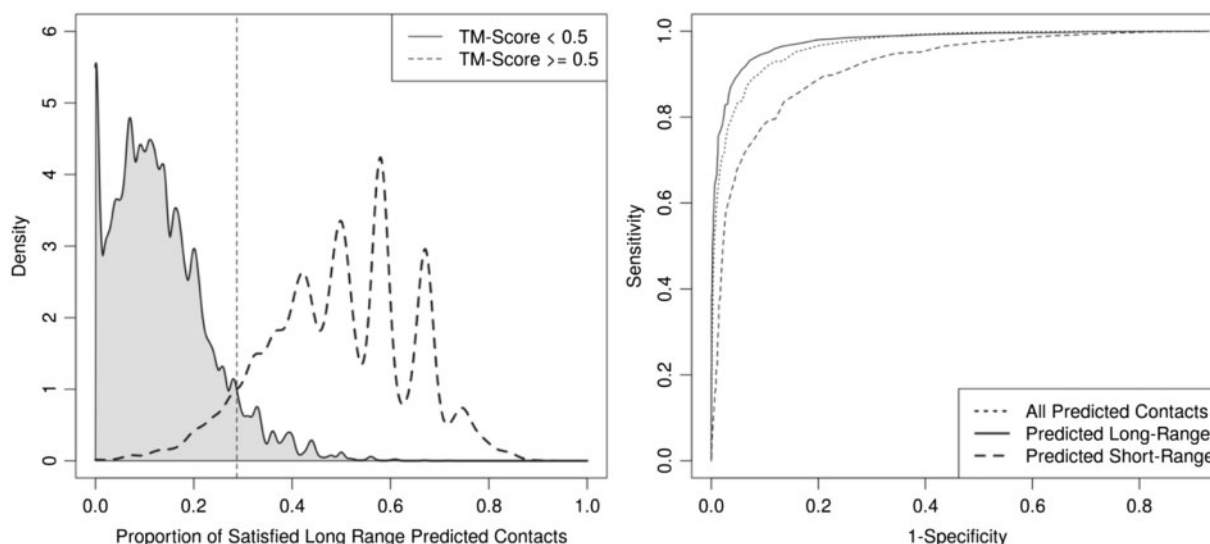 TM-Score < 0.5
TM-Score >= 0.5
6
5
4
3
2
1
0
Density
0.0 0.2 0.4 0.6 0.8 1.0
Proportion of Satisfied Long Range Predicted Contacts
1.0
0.8
0.6
0.4
0.2
0.0
Sensitivity
All Predicted Contacts
Predicted Long-Range
Predicted Short-Range
0.0 0.2 0.4 0.6 0.8
1-Specificity